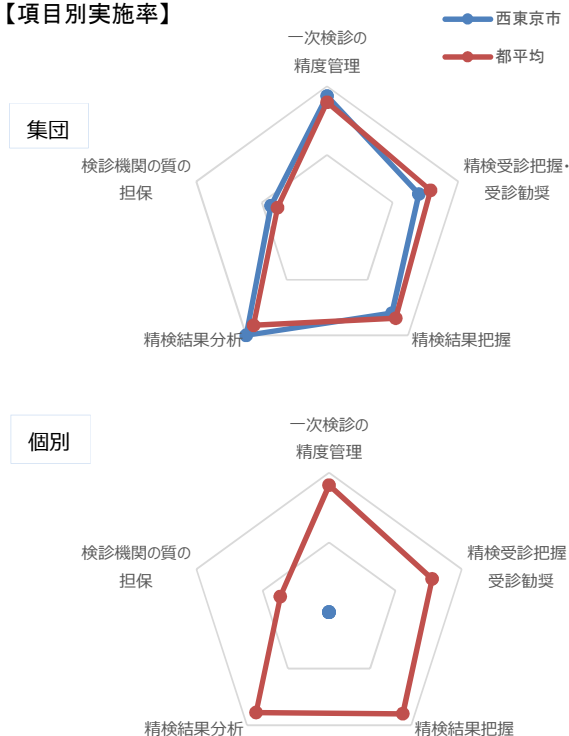 【項目別実施率】
西東京市
都平均
集団
一次検診の
精度管理
精検受診把握・
受診勧奨
精検結果把握
精検結果分析
検診機関の質の
担保
個別
一次検診の
精度管理
精検受診把握
受診勧奨
精検結果把握
精検結果分析
検診機関の質の
担保